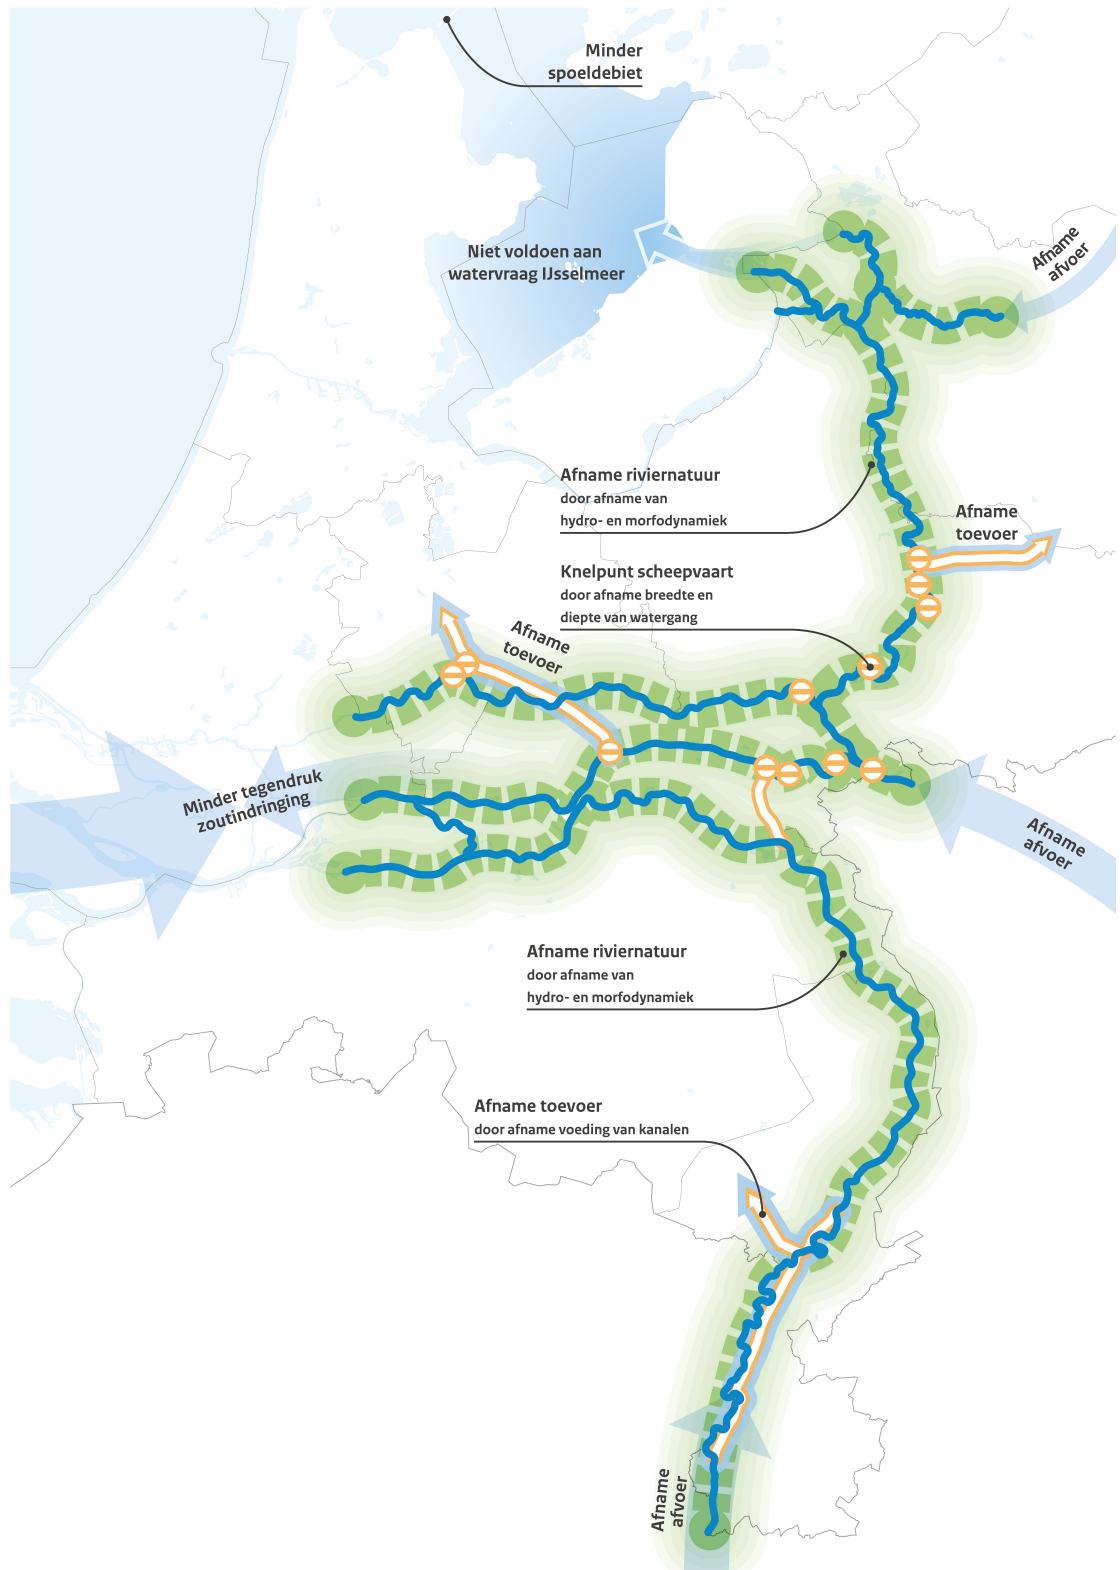 Minder
spoeldebiet
Afname
afvoer
Niet voldoen aan
watervraag IJsselmeer
Afname riviernatuur
door afname van
hydro- en morfodynamiek
Afname
toevoer
Knelpunt scheepvaart
door afname breedte en
diepte van watergang
Afname
toevoer
Minder tegendruk
zoutindringing
Afname
afvoer
Afname riviernatuur
door afname van
hydro- en morfodynamiek
Afname toevoer
door afname voeding van kanalen
Afname
afvoer